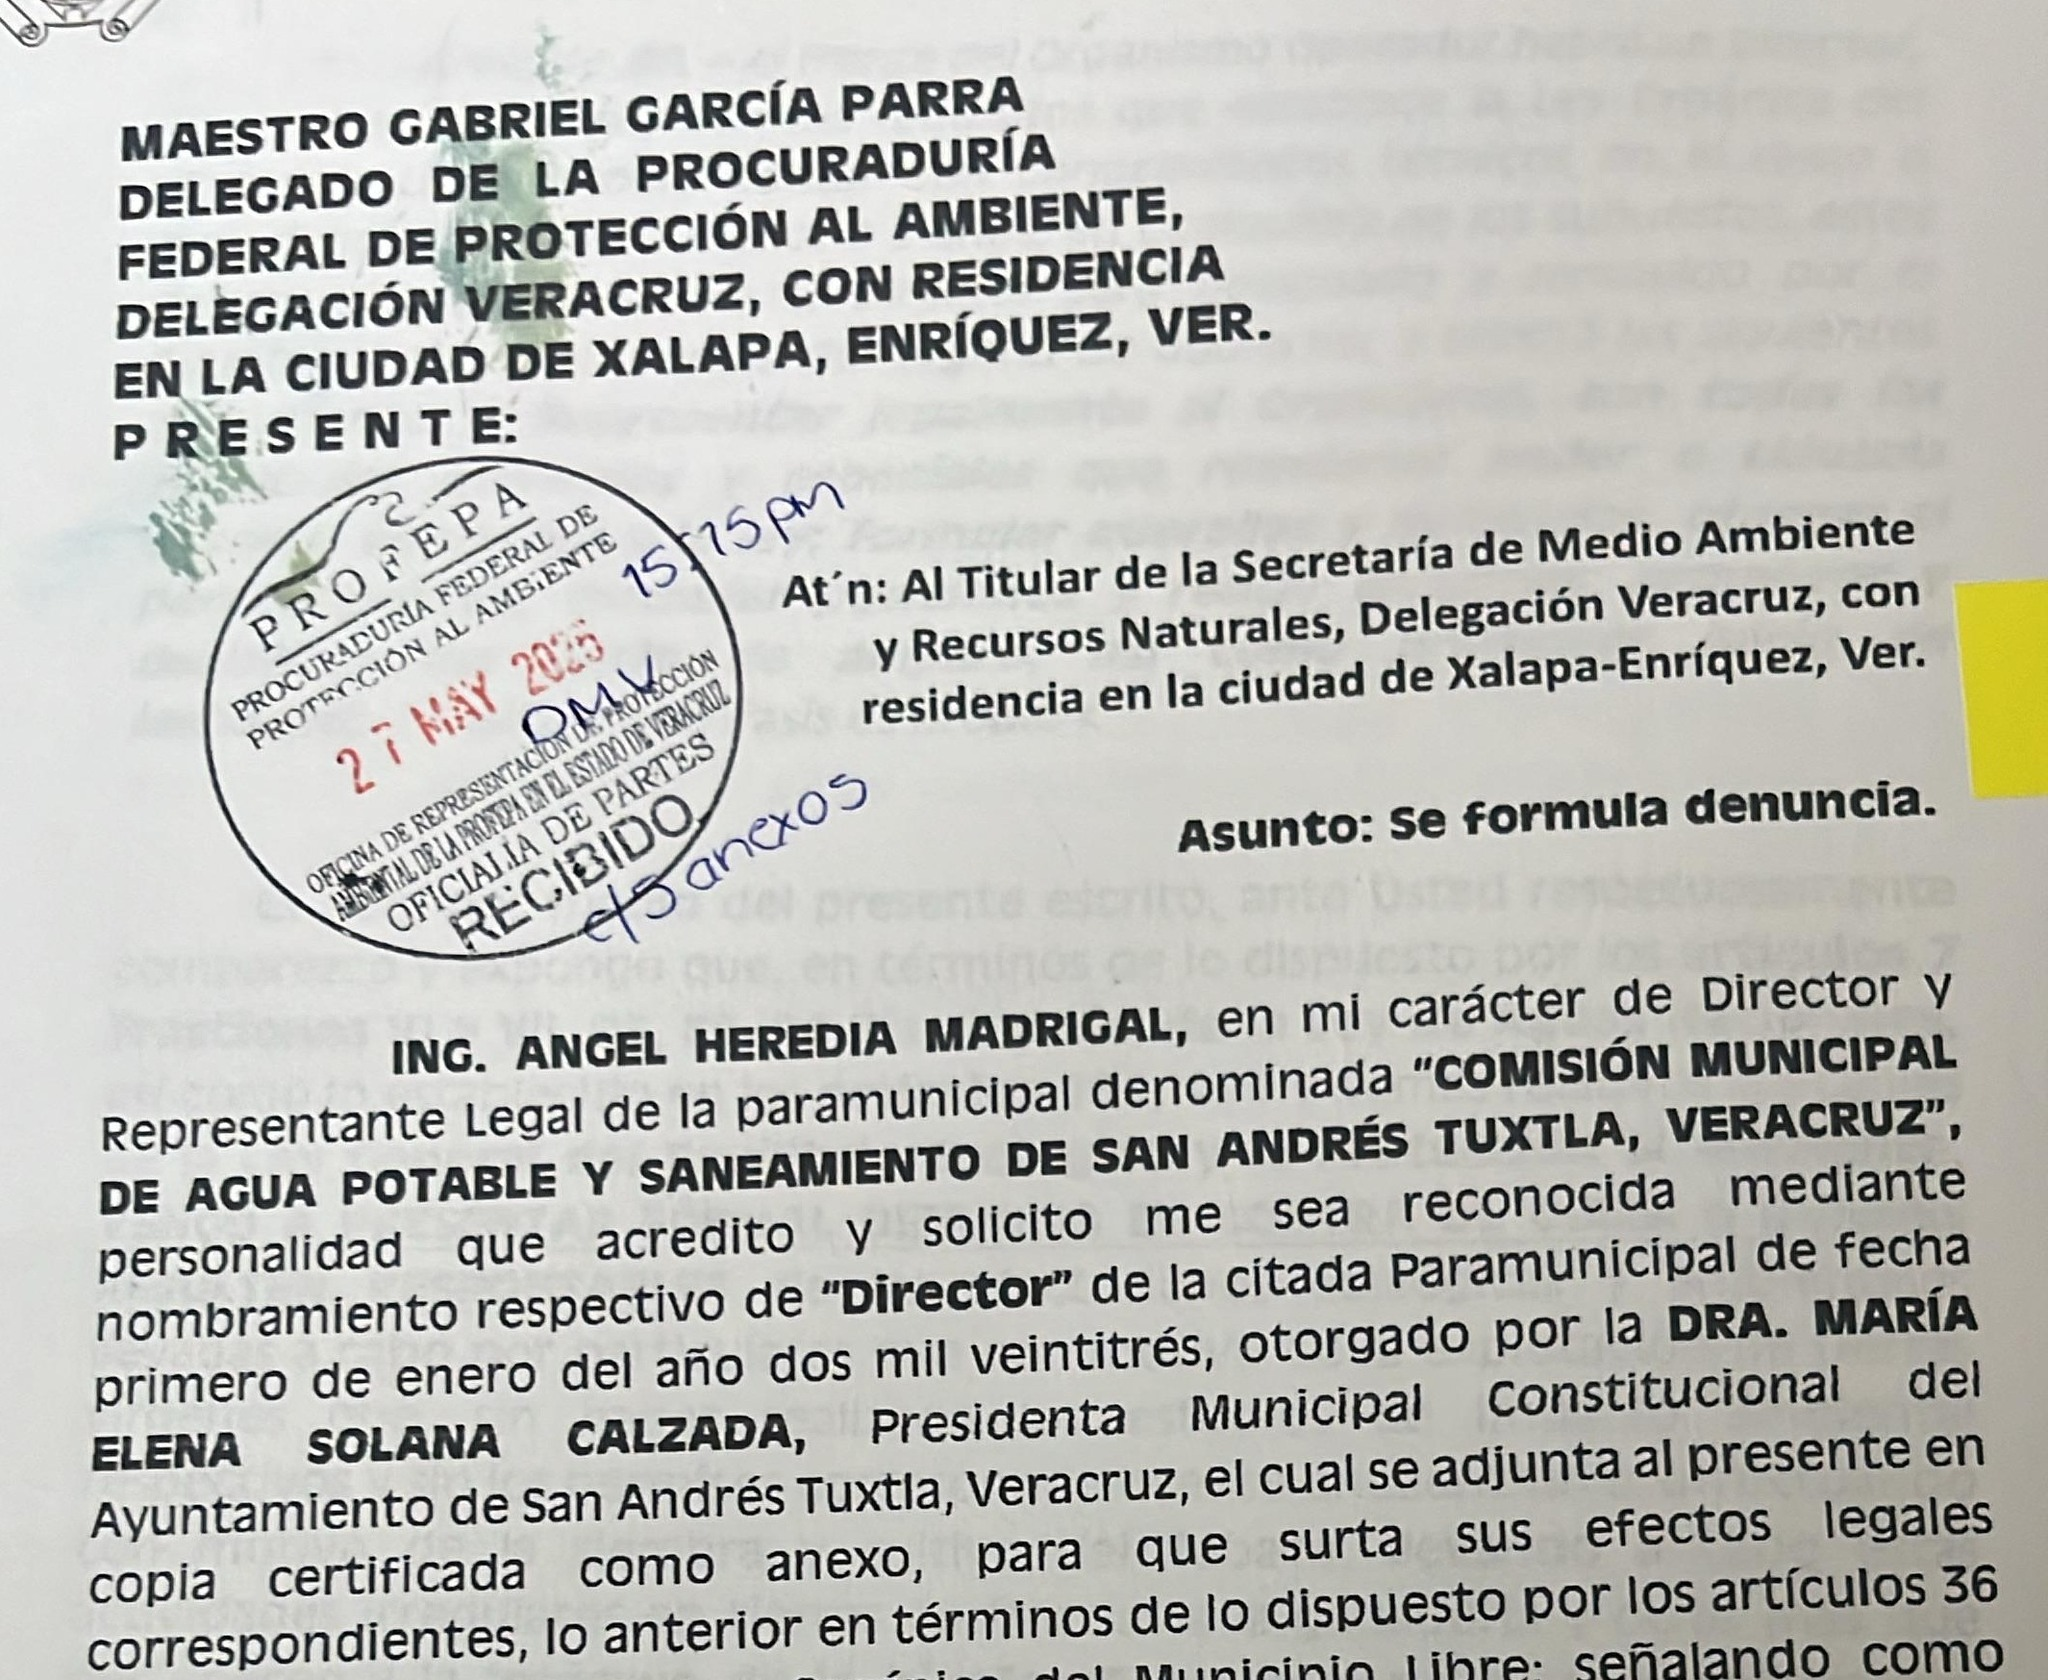 MAESTRO GABRIEL GARCÍA PARRA
DELEGADO DE LA PROCURADURÍA
FEDERAL DE PROTECCIÓN AL AMBIENTE,
DELEGACIÓN VERACRUZ, CON RESIDENCIA
EN LA CIUDAD DE XALAPA, ENRÍQUEZ, VER.
P R E S E N T E:
PROFEPA
PROCURADURÍA FEDERAL DE
PROTECCIÓN AL AMBIENTE
15:15pm
27 MAY 2025
DMV
OFICINA DE REPRESENTACIÓN DE PROTECCIÓN
AMBIENTAL DE LA PROFEPA EN EL ESTADO DE VERACRUZ
OFICIALIA DE PARTES
RECIBIDO
c/5 anexos
At´n: Al Titular de la Secretaría de Medio Ambiente
y Recursos Naturales, Delegación Veracruz, con
residencia en la ciudad de Xalapa-Enríquez, Ver.
Asunto: Se formula denuncia.
ING. ANGEL HEREDIA MADRIGAL, en mi carácter de Director y
Representante Legal de la paramunicipal denominada "COMISIÓN MUNICIPAL
DE AGUA POTABLE Y SANEAMIENTO DE SAN ANDRÉS TUXTLA, VERACRUZ",
personalidad que acredito y solicito me sea reconocida mediante
nombramiento respectivo de "Director" de la citada Paramunicipal de fecha
primero de enero del año dos mil veintitrés, otorgado por la DRA. MARÍA
ELENA SOLANA CALZADA, Presidenta Municipal Constitucional del
Ayuntamiento de San Andrés Tuxtla, Veracruz, el cual se adjunta al presente en
copia certificada como anexo, para que surta sus efectos legales
correspondientes, lo anterior en términos de lo dispuesto por los artículos 36
del Municipio Libre; señalando como